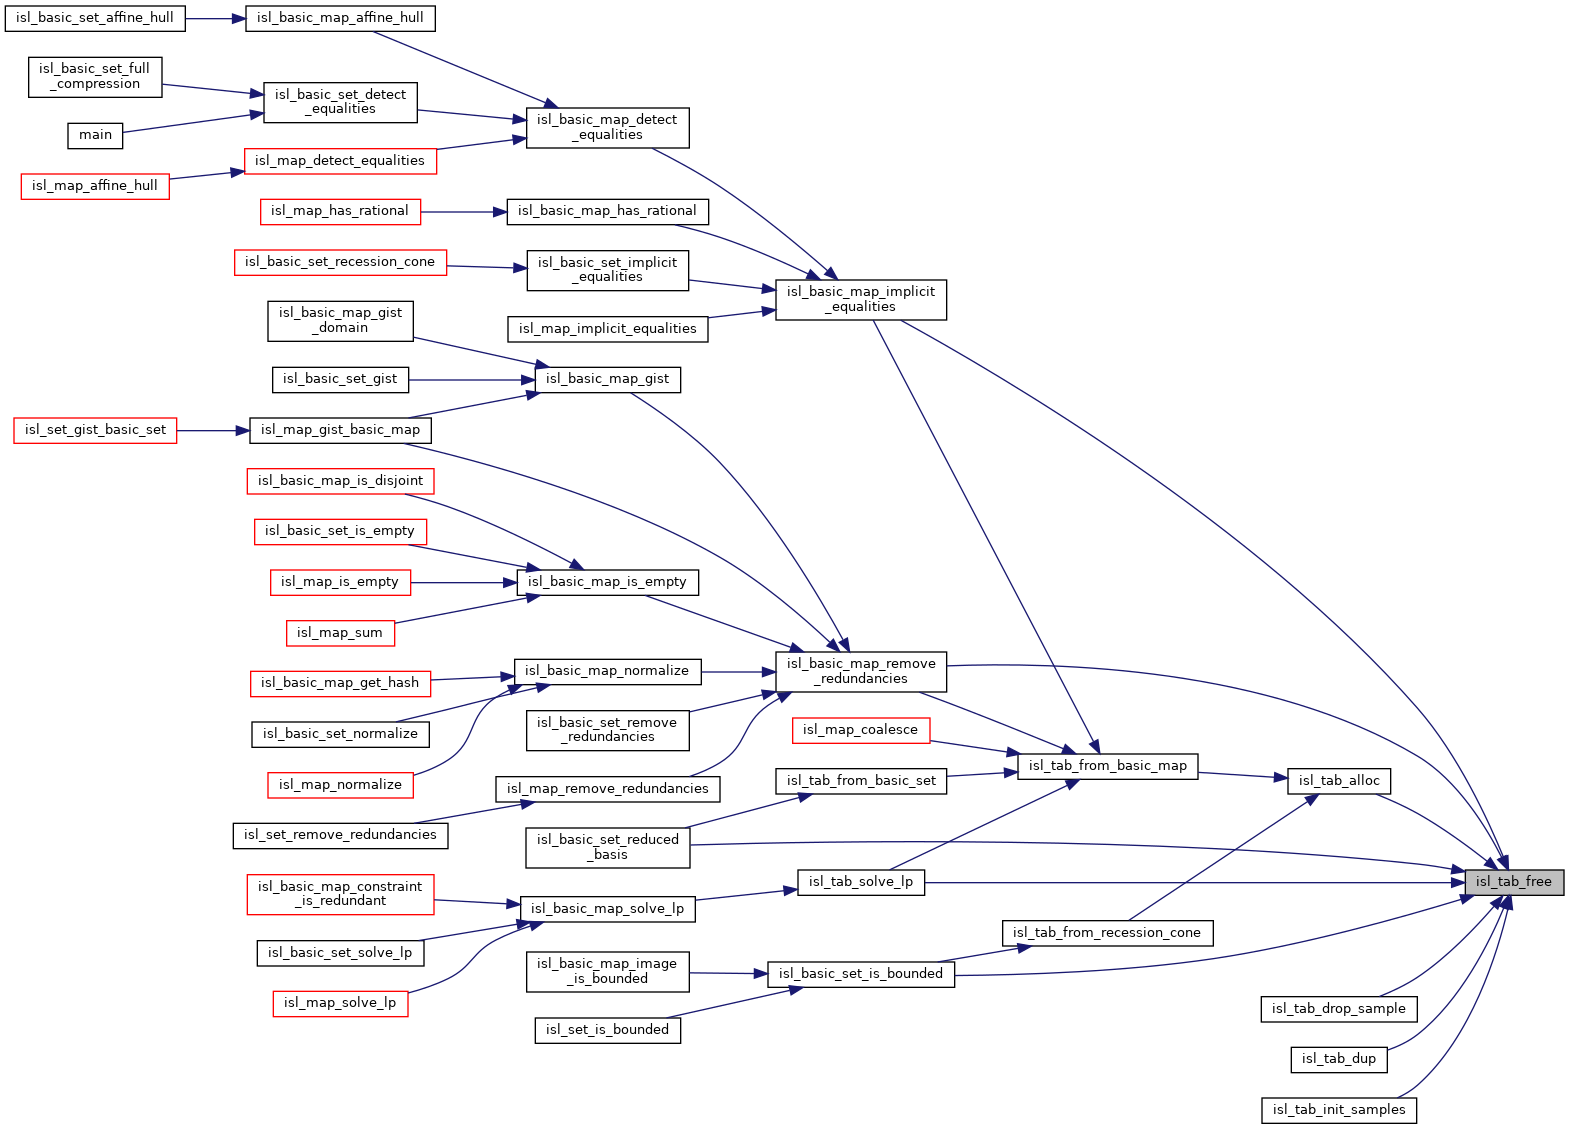 isl_basic_set_affine_hull
isl_basic_map_affine_hull
isl_basic_set_full
_compression
isl_basic_set_detect
_equalities
main
isl_basic_map_detect
_equalities
isl_map_detect_equalities
isl_map_affine_hull
isl_map_has_rational
isl_basic_map_has_rational
isl_basic_set_recession_cone
isl_basic_set_implicit
_equalities
isl_basic_map_implicit
_equalities
isl_basic_map_gist
_domain
isl_map_implicit_equalities
isl_basic_set_gist
isl_basic_map_gist
isl_set_gist_basic_set
isl_map_gist_basic_map
isl_basic_map_is_disjoint
isl_basic_set_is_empty
isl_map_is_empty
isl_basic_map_is_empty
isl_map_sum
isl_basic_map_get_hash
isl_basic_map_normalize
isl_basic_map_remove
_redundancies
isl_basic_set_normalize
isl_basic_set_remove
_redundancies
isl_map_coalesce
isl_map_normalize
isl_map_remove_redundancies
isl_tab_from_basic_set
isl_tab_from_basic_map
isl_tab_alloc
isl_set_remove_redundancies
isl_basic_set_reduced
_basis
isl_basic_map_constraint
_is_redundant
isl_tab_solve_lp
isl_tab_free
isl_basic_map_solve_lp
isl_basic_set_solve_lp
isl_tab_from_recession_cone
isl_basic_map_image
_is_bounded
isl_basic_set_is_bounded
isl_map_solve_lp
isl_set_is_bounded
isl_tab_drop_sample
isl_tab_dup
isl_tab_init_samples